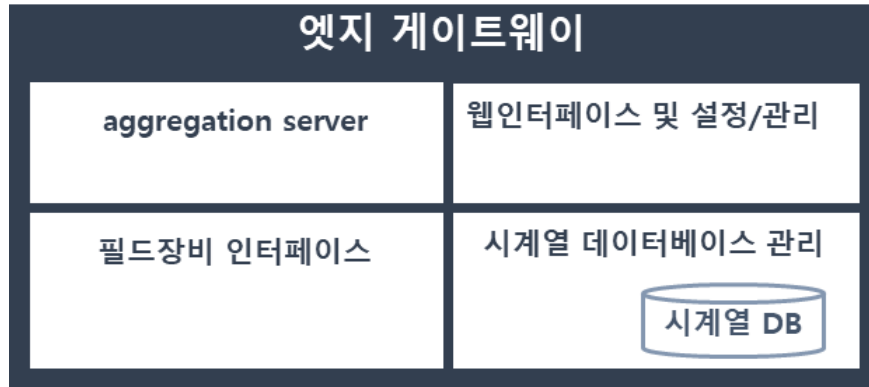 엣지 게이트웨이
aggregation server
웹인터페이스 및 설정/관리
필드장비 인터페이스
시계열 데이터베이스 관리
시계열 DB